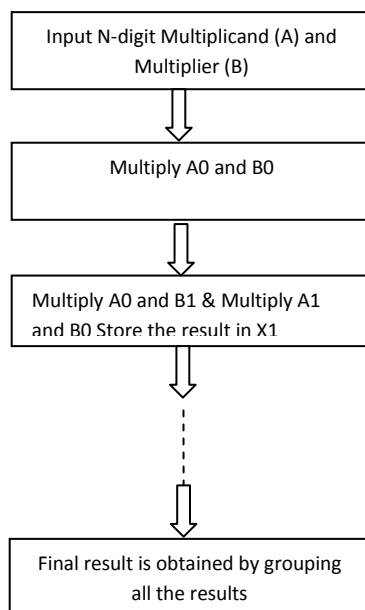 Input N-digit Multiplicand (A) and
Multiplier (B)
Multiply A0 and B0
Multiply A0 and B1 & Multiply A1
and B0 Store the result in X1
Final result is obtained by grouping
all the results